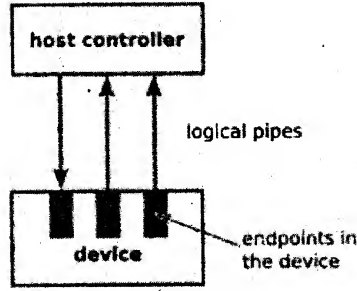 host controller
logical pipes
endpoints in
the device
device